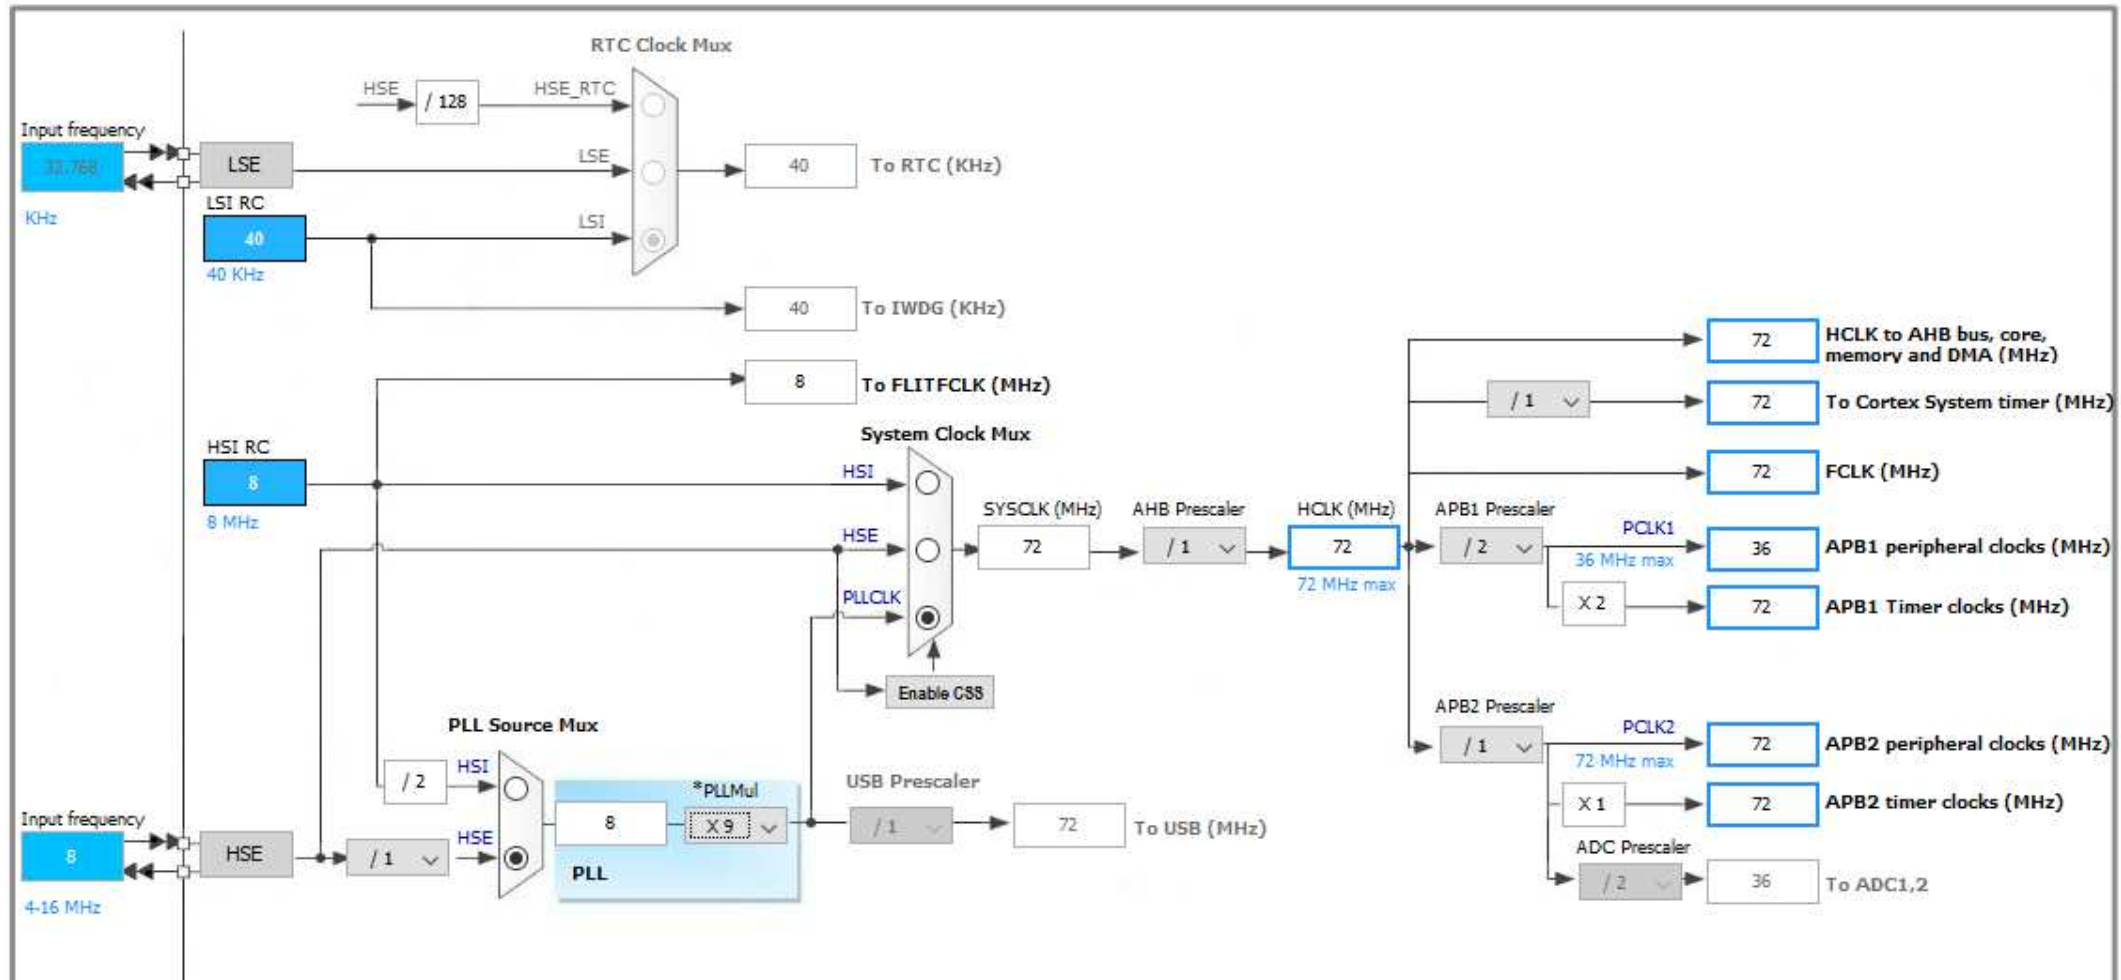 RTC Clock Mux
HSE
/ 128
HSE_RTC
Input frequency
32.768
KHz
LSE
LSE
40
To RTC (KHz)
LSI RC
40
40 KHz
LSI
40
To IWDG (KHz)
8
To FLITFCLK (MHz)
HSI RC
8
8 MHz
System Clock Mux
HSI
HSE
PLLCLK
Enable CSS
SYSCLK (MHz)
72
AHB Prescaler
/ 1
HCLK (MHz)
72
72 MHz max
72
HCLK to AHB bus, core,
memory and DMA (MHz)
/ 1
72
To Cortex System timer (MHz)
72
FCLK (MHz)
APB1 Prescaler
/ 2
PCLK1
36 MHz max
36
APB1 peripheral clocks (MHz)
X 2
72
APB1 Timer clocks (MHz)
APB2 Prescaler
/ 1
PCLK2
72 MHz max
72
APB2 peripheral clocks (MHz)
X 1
72
APB2 timer clocks (MHz)
ADC Prescaler
/ 2
36
To ADC1,2
PLL Source Mux
/ 2
HSI
Input frequency
8
4-16 MHz
HSE
/ 1
HSE
8
*PLLMul
X 9
PLL
USB Prescaler
/ 1
72
To USB (MHz)